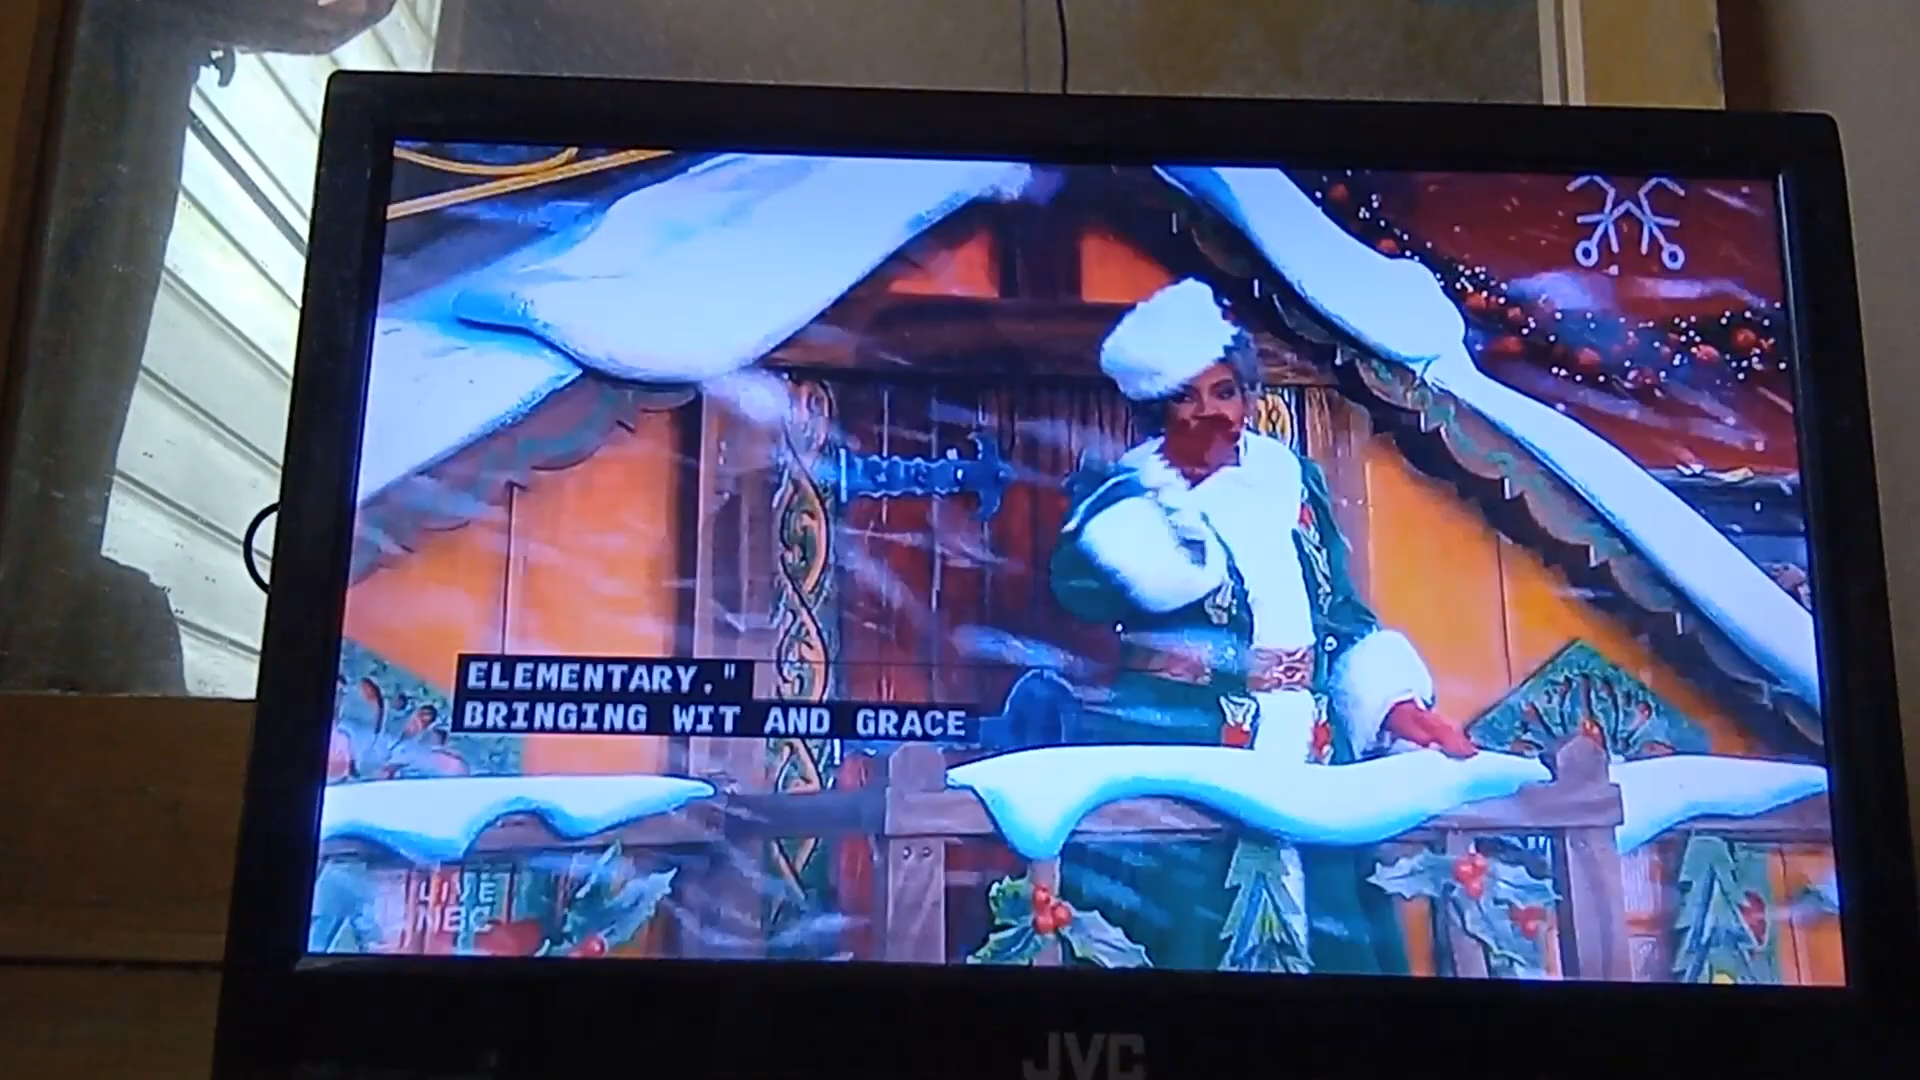 ELEMENTARY."
BRINGING WIT AND GRACE
LIVE
NBC
JVC